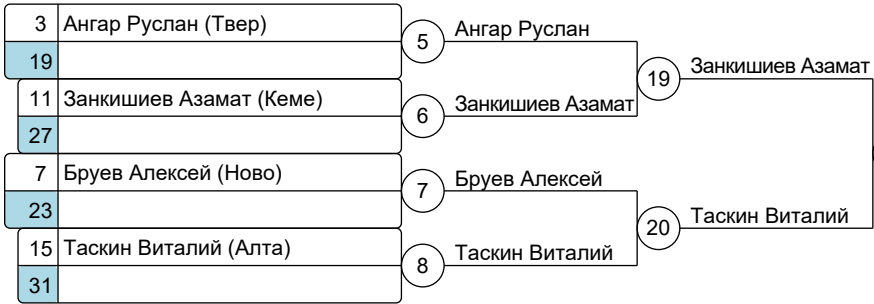 3 Ангар Руслан (Твер)
19
5
Ангар Руслан
11 Занкишиев Азамат (Кеме)
27
6
Занкишиев Азамат
19
Занкишиев Азамат
7 Бруев Алексей (Ново)
23
7
Бруев Алексей
15 Таскин Виталий (Алта)
31
8
Таскин Виталий
20
Таскин Виталий